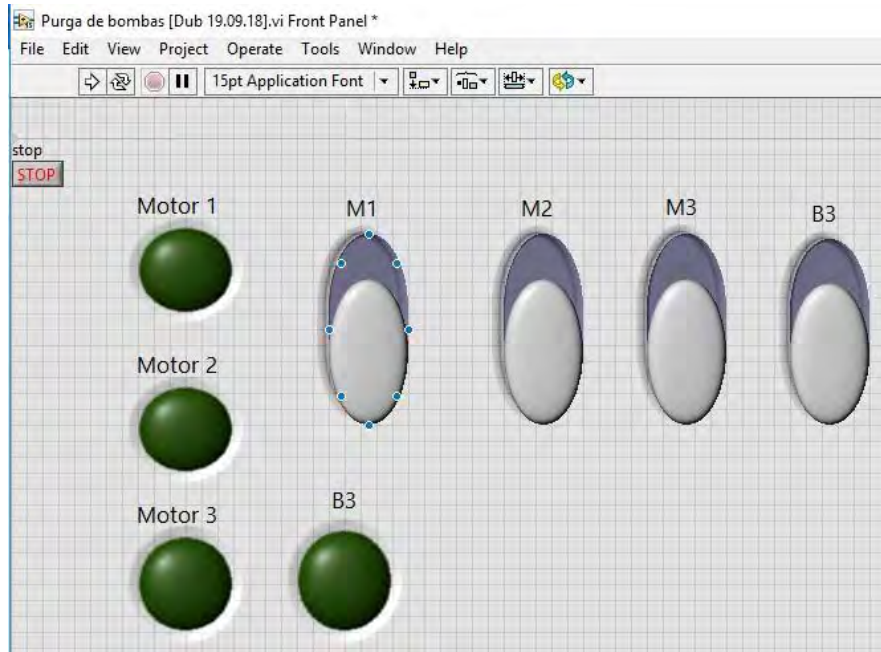 Purga de bombas [Dub 19.09.18].vi Front Panel *
File Edit View Project Operate Tools Window Help
15pt Application Font
stop
STOP
Motor 1
M1
M2
M3
B3
Motor 2
Motor 3
B3